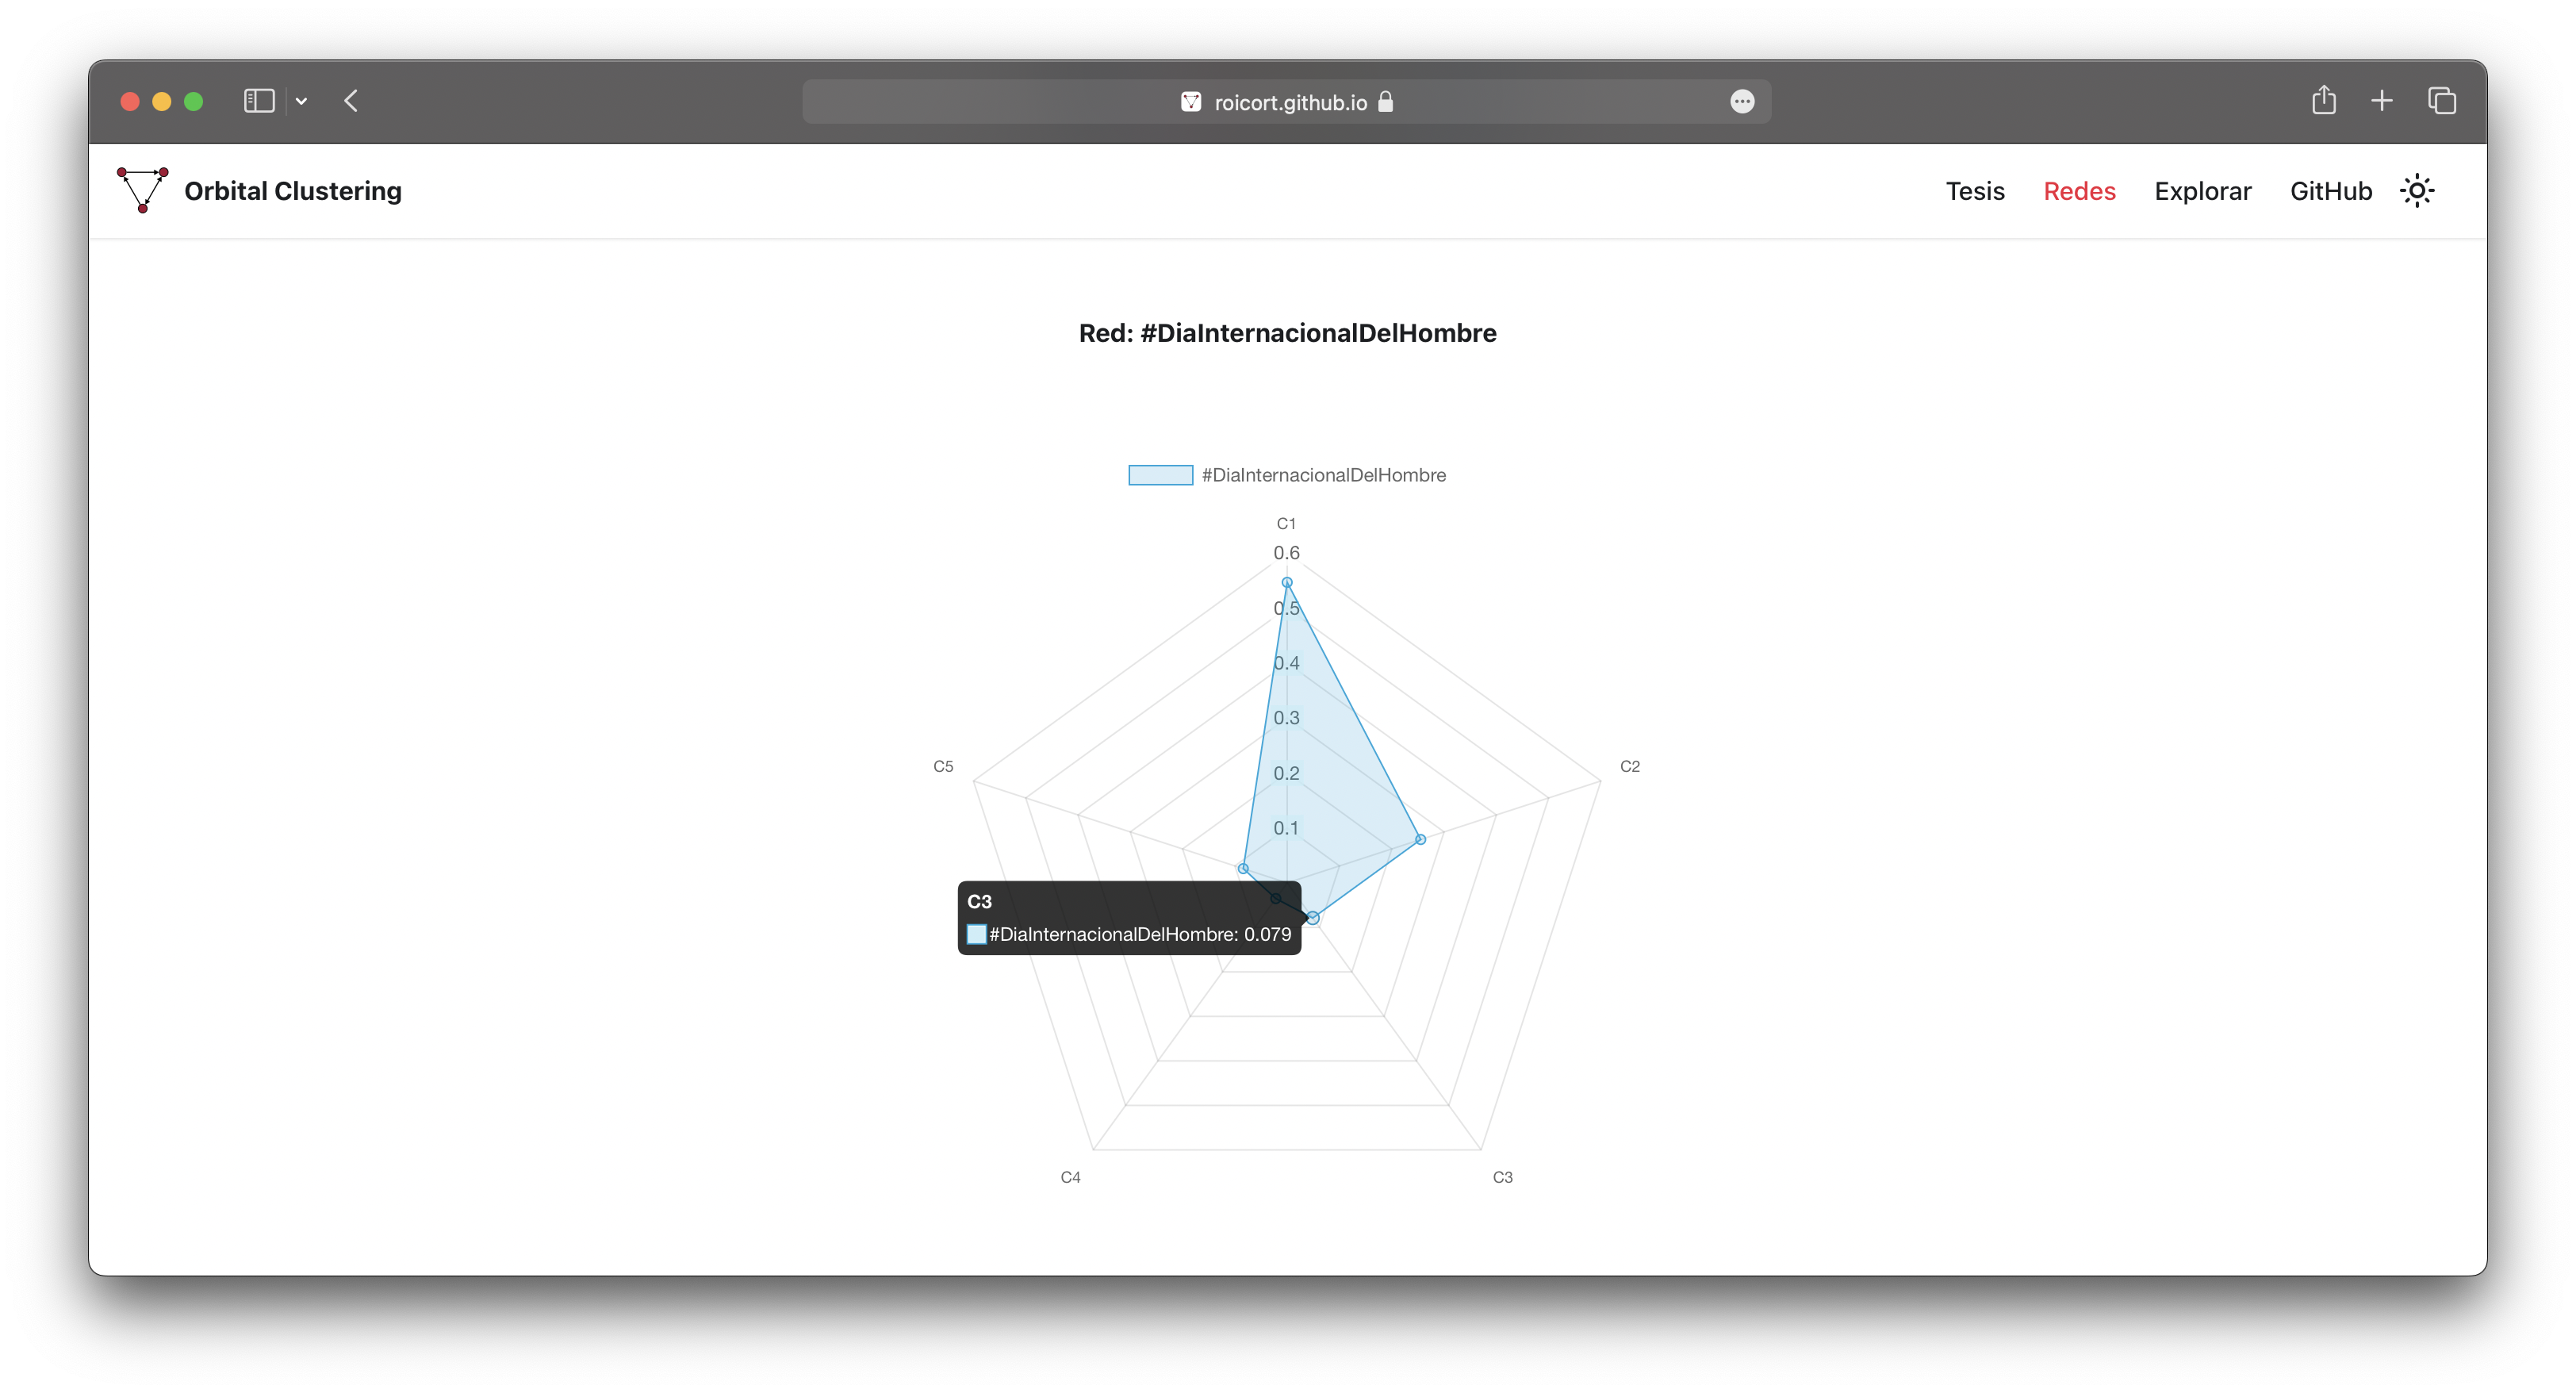 roicort.github.io
Orbital Clustering
Tesis Redes Explorar GitHub
Red: #DiaInternacionalDelHombre
#DiaInternacionalDelHombre
C1
0.6
0.5
0.4
0.3
C5
C2
0.2
0.1
C3
#DiaInternacionalDelHombre: 0.079
C4
C3